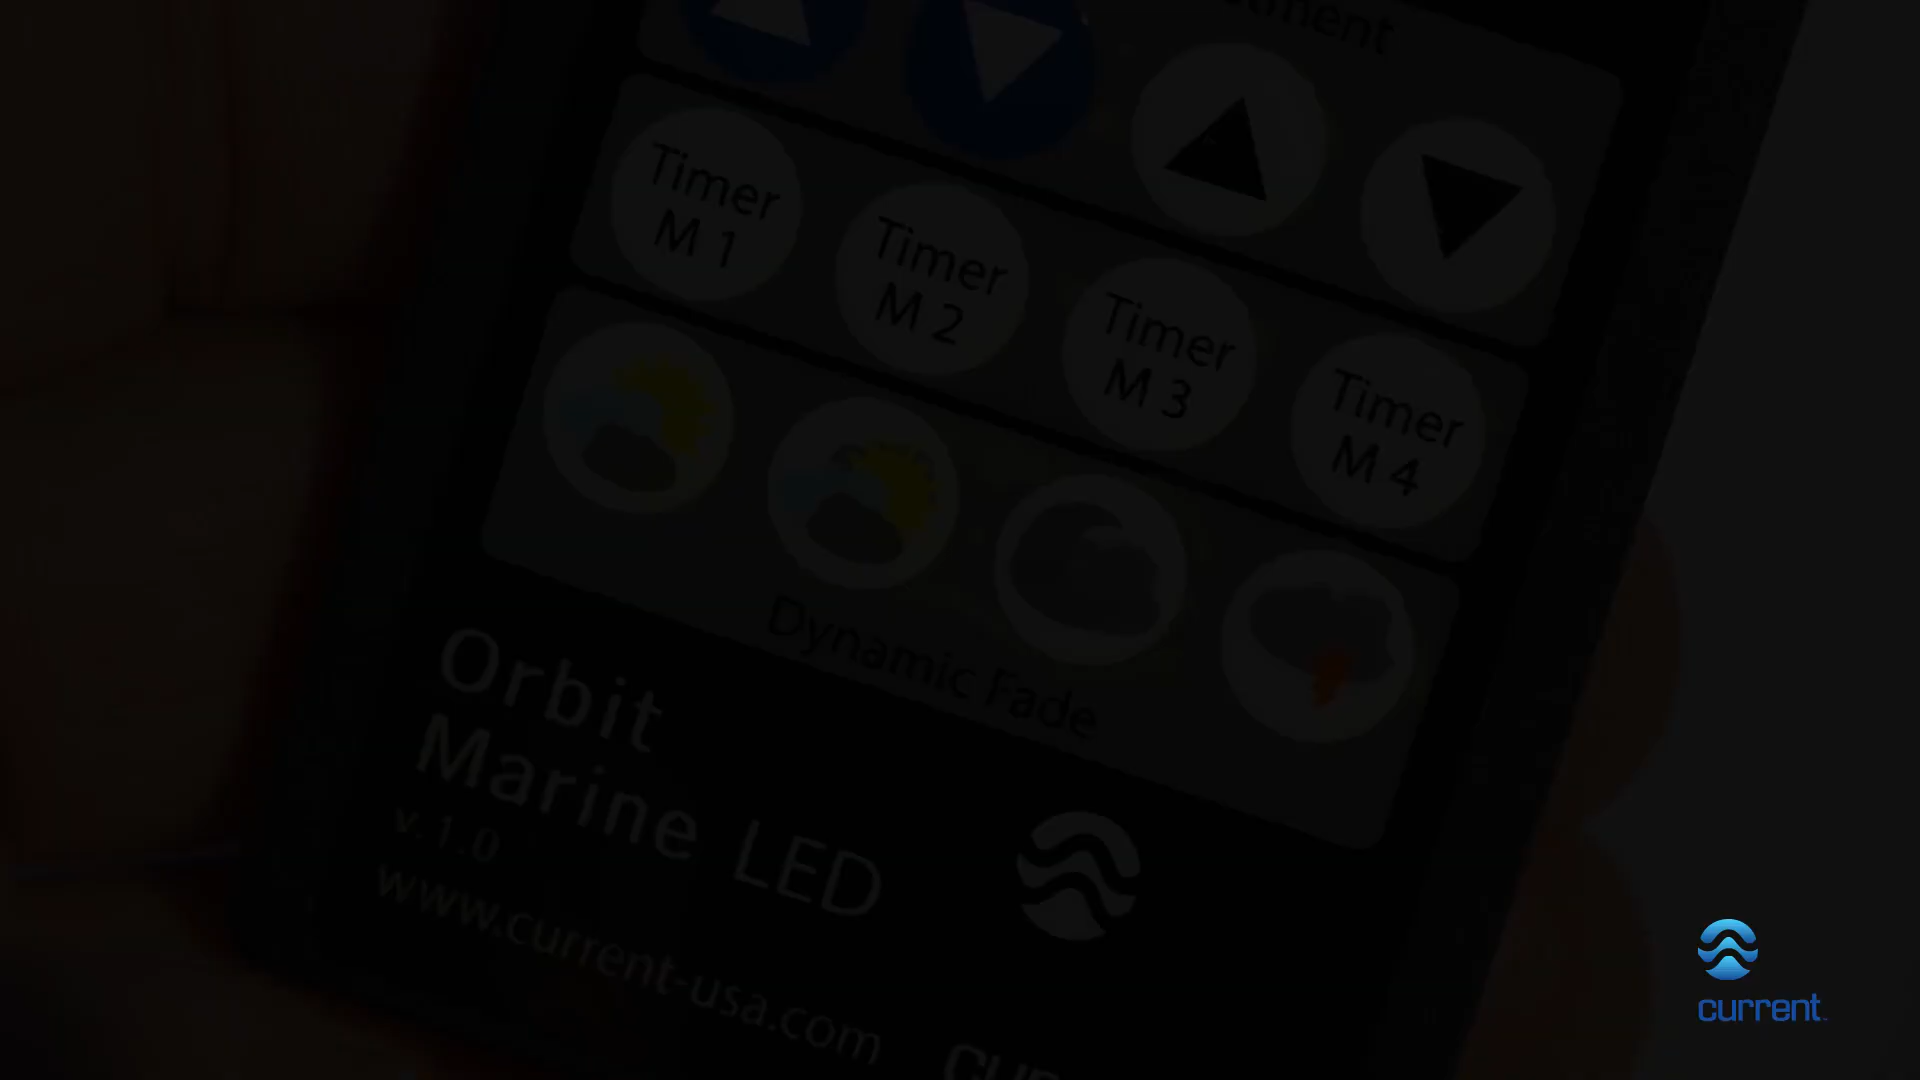 Timer
M 1
Timer
M 2
Timer
M 3
Timer
M 4
Dynamic Fade
Orbit
Marine LED
v.1.0
www.current-usa.com
current